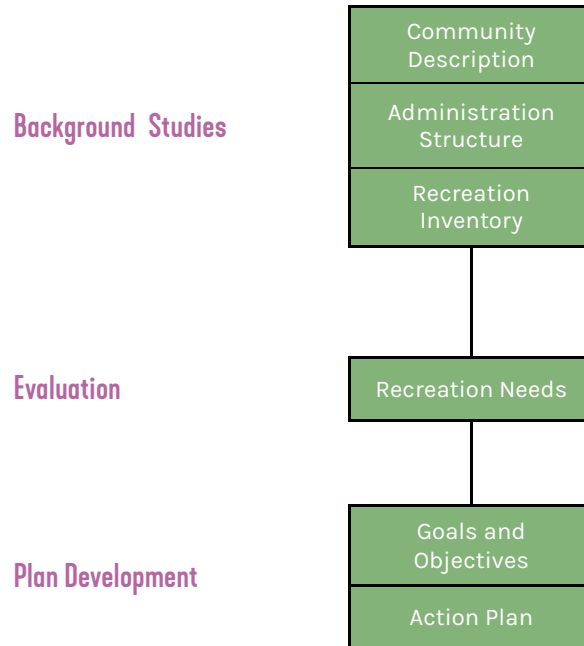 Community
Description
Background Studies
Administration
Structure
Recreation
Inventory
Evaluation
Recreation Needs
Goals and
Objectives
Plan Development
Action Plan